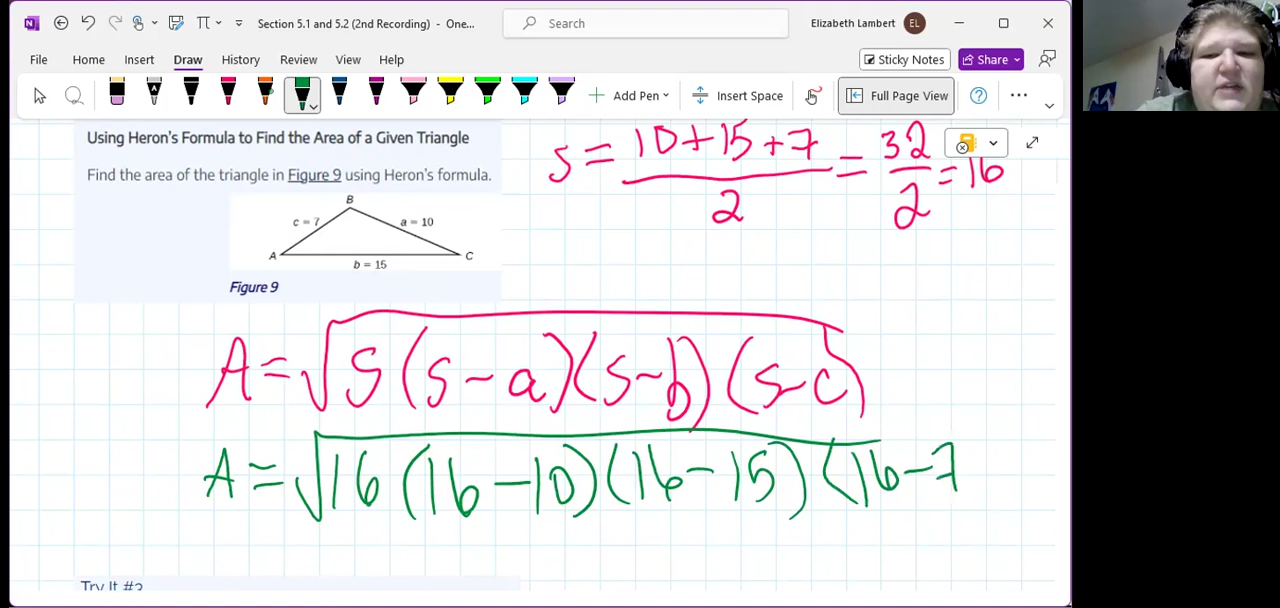 Section 5.1 and 5.2 (2nd Recording) - One...
Search
Elizabeth Lambert
EL
File Home Insert Draw History Review View Help
Sticky Notes
Share
Add Pen
Insert Space
Full Page View
Using Heron's Formula to Find the Area of a Given Triangle
Find the area of the triangle in Figure 9 using Heron's formula.
B
c = 7
a = 10
A
C
b = 15
Figure 9
s = 10+15+7 / 2 = 32 / 2 = 16
A = √S(s-a)(s-b)(s-c)
A = √16(16-10)(16-15)(16-7
Try It #2